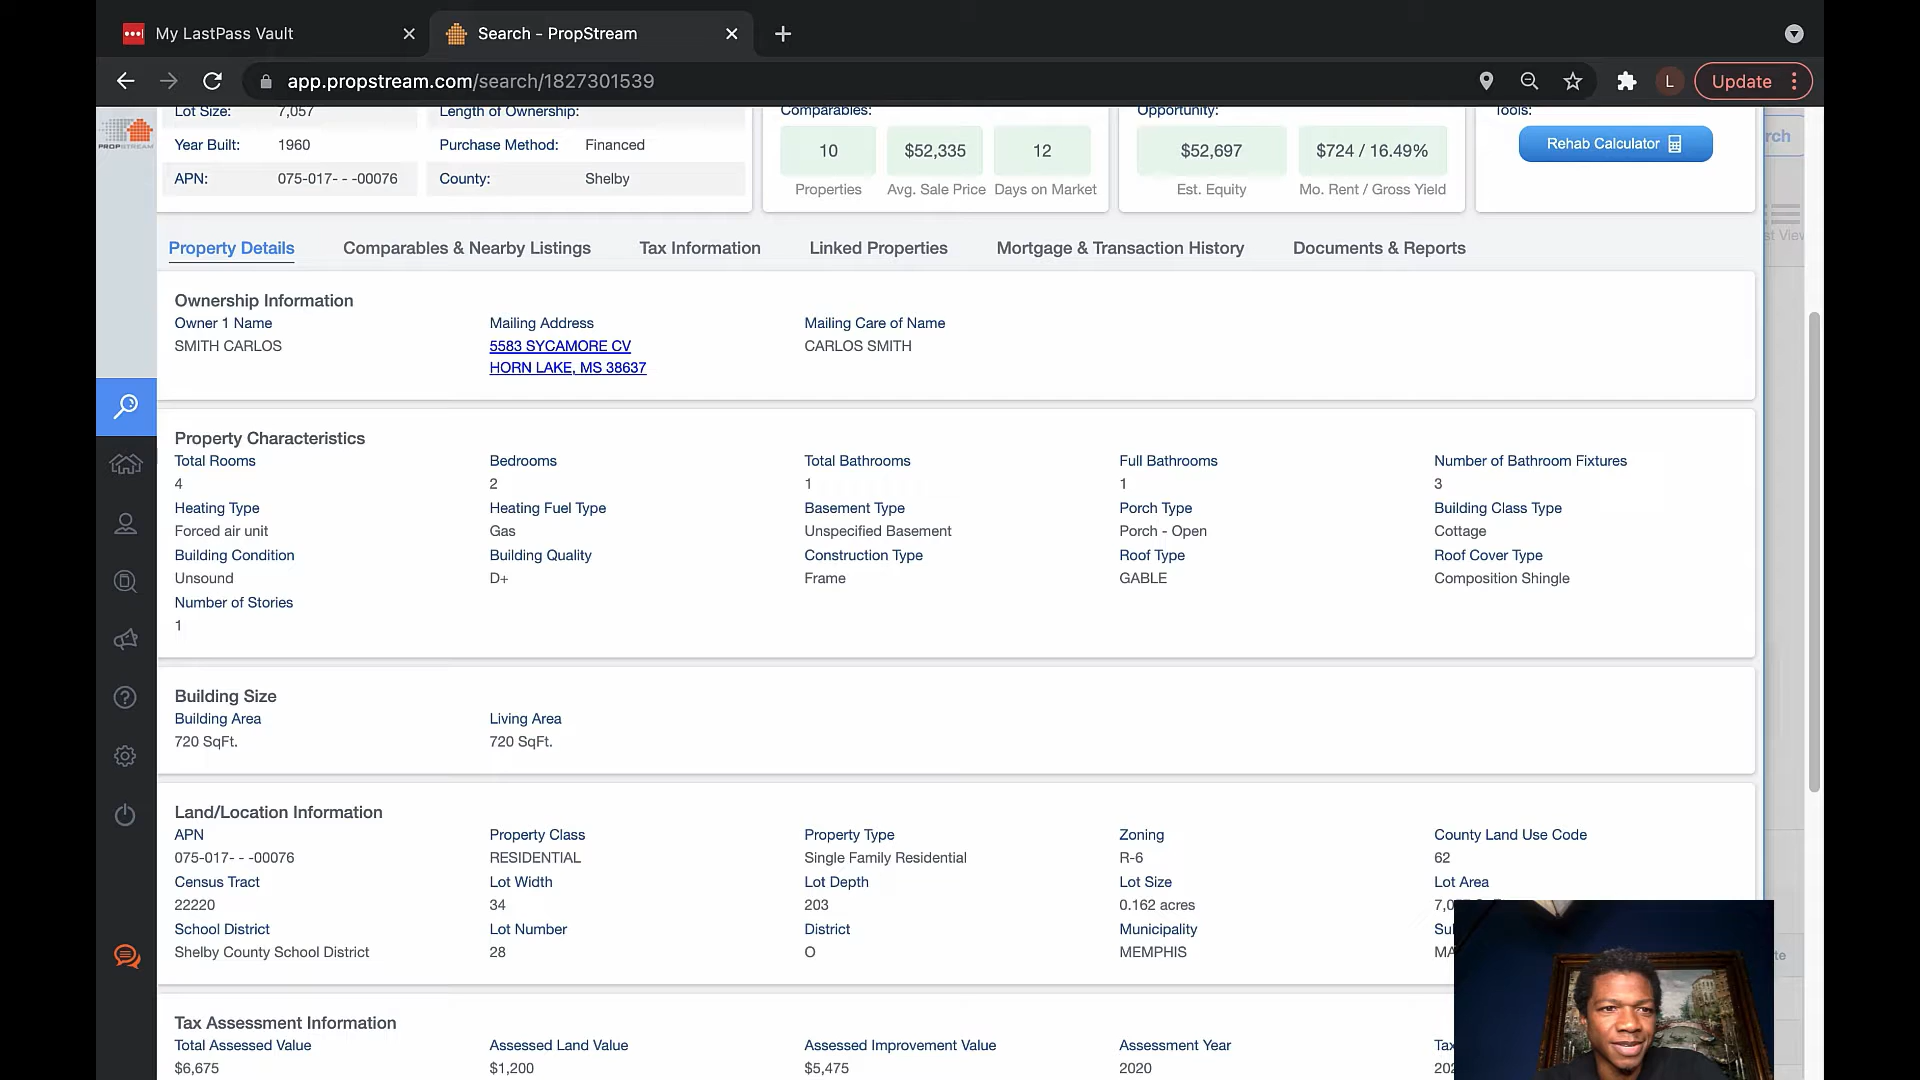 My LastPass Vault
Search - PropStream
app.propstream.com/search/1827301539
Update
L
PROPSTREAM
Lot Size: 7,057 Length of Ownership:
Year Built: 1960 Purchase Method: Financed
APN: 075-017- - -00076 County: Shelby
Comparables:
10 $52,335 12
Properties Avg. Sale Price Days on Market
Opportunity:
$52,697 $724 / 16.49%
Est. Equity Mo. Rent / Gross Yield
Tools:
Rehab Calculator
Property Details Comparables & Nearby Listings Tax Information Linked Properties Mortgage & Transaction History Documents & Reports
Ownership Information
Owner 1 Name Mailing Address Mailing Care of Name
SMITH CARLOS 5583 SYCAMORE CV CARLOS SMITH
HORN LAKE, MS 38637
Property Characteristics
Total Rooms Bedrooms Total Bathrooms Full Bathrooms Number of Bathroom Fixtures
4 2 1 1 3
Heating Type Heating Fuel Type Basement Type Porch Type Building Class Type
Forced air unit Gas Unspecified Basement Porch - Open Cottage
Building Condition Building Quality Construction Type Roof Type Roof Cover Type
Unsound D+ Frame GABLE Composition Shingle
Number of Stories
1
Building Size
Building Area Living Area
720 SqFt. 720 SqFt.
Land/Location Information
APN Property Class Property Type Zoning County Land Use Code
075-017- - -00076 RESIDENTIAL Single Family Residential R-6 62
Census Tract Lot Width Lot Depth Lot Size Lot Area
22220 34 203 0.162 acres
School District Lot Number District Municipality
Shelby County School District 28 O MEMPHIS
Tax Assessment Information
Total Assessed Value Assessed Land Value Assessed Improvement Value Assessment Year
$6,675 $1,200 $5,475 2020